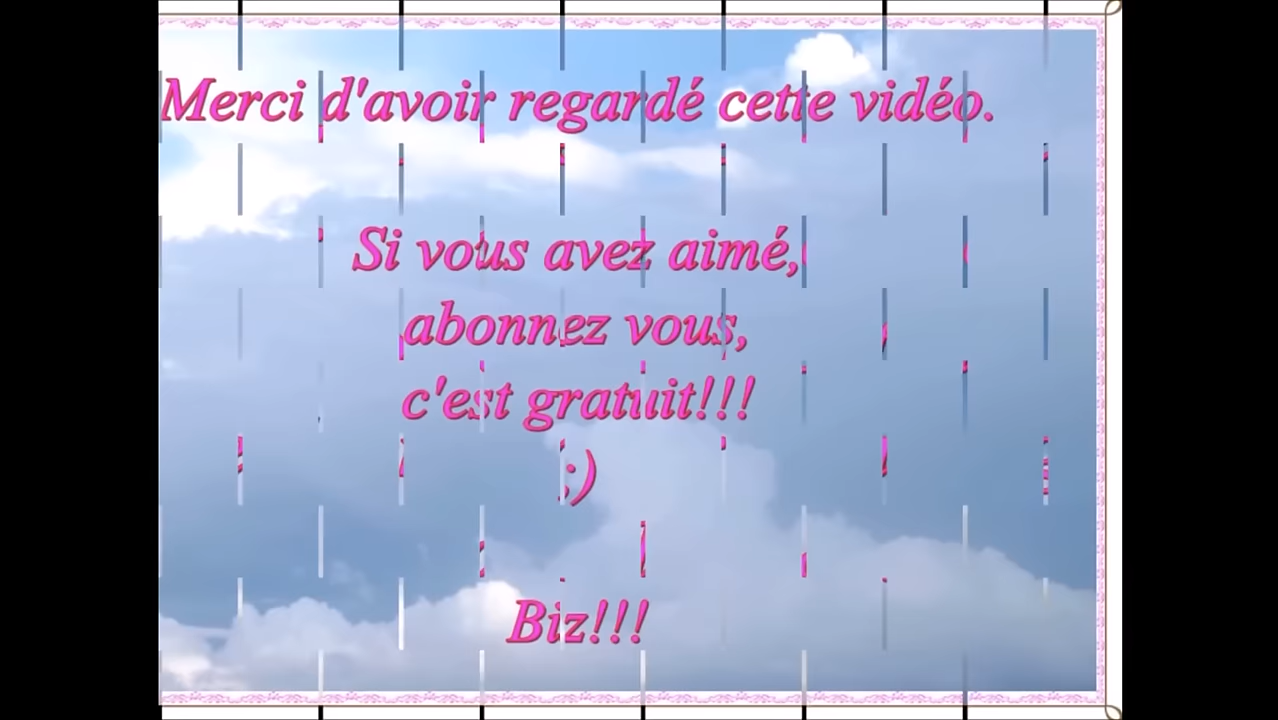 Merci d'avoir regardé cette vidéo.
Si vous avez aimé,
abonnez vous,
c'est gratuit!!!
;)
Biz!!!